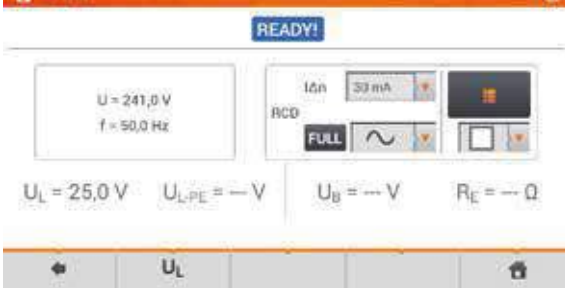 READY!
U = 241,0 V
f = 50,0 Hz
RCD
IΔn
30 mA
FULL
UL = 25,0 V
UL-PE = --- V
UB = --- V
RE = --- Ω
UL